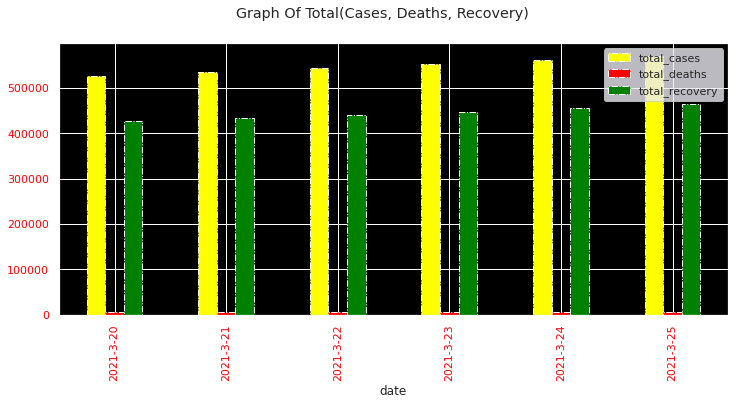 Graph Of Total(Cases, Deaths, Recovery)
total_cases
total_deaths
total_recovery
500000
400000
300000
200000
100000
0
2021-3-20
2021-3-21
2021-3-22
2021-3-23
2021-3-24
2021-3-25
date